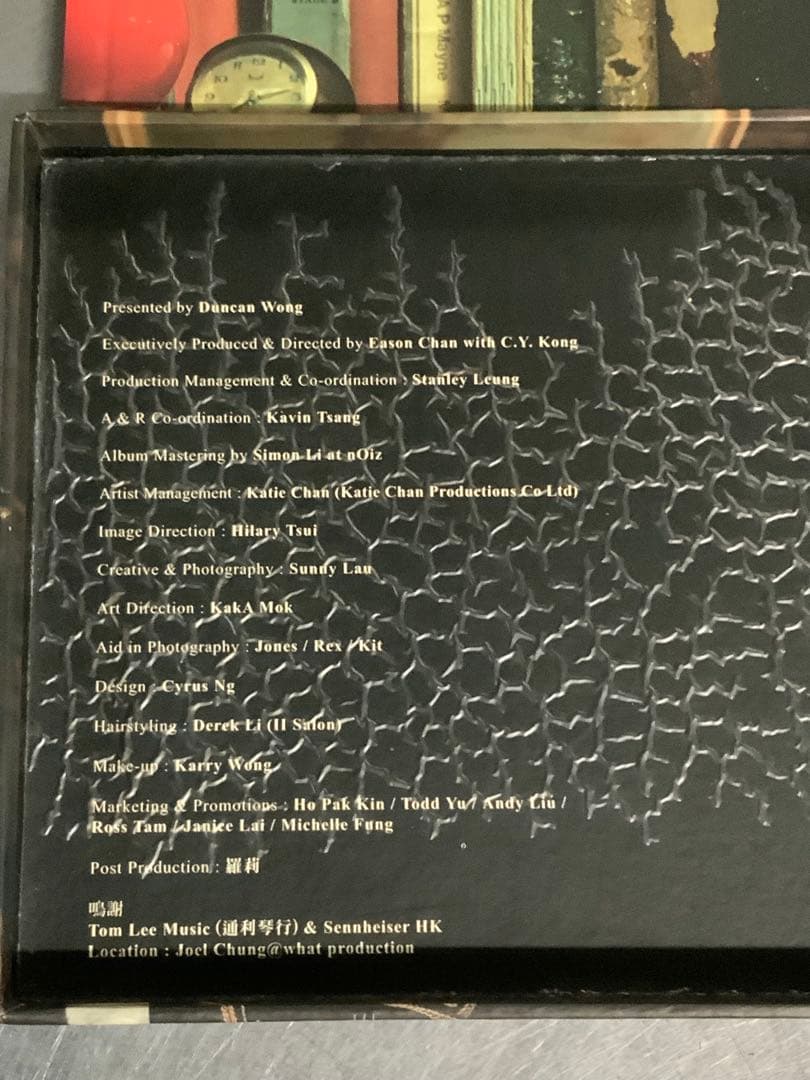 A P Mayne
Presented by Duncan Wong
Executively Produced & Directed by Eason Chan with C.Y. Kong
Production Management & Co-ordination : Stanley Leung
A & R Co-ordination : Kavin Tsang
Album Mastering by Simon Li at nOiz
Artist Management : Katie Chan (Katie Chan Productions Co Ltd)
Image Direction : Hilary Tsui
Creative & Photography : Sunny Lau
Art Direction : KakA Mok
Aid in Photography : Jones / Rex / Kit
Design : Cyrus Ng
Hairstyling : Derek Li (II Salon)
Make-up : Karry Wong
Marketing & Promotions : Ho Pak Kin / Todd Yu / Andy Liu /
Ross Tam / Janice Lai / Michelle Fung
Post Production : 羅莉
鳴謝
Tom Lee Music (通利琴行) & Sennheiser HK
Location : Joel Chung@what production